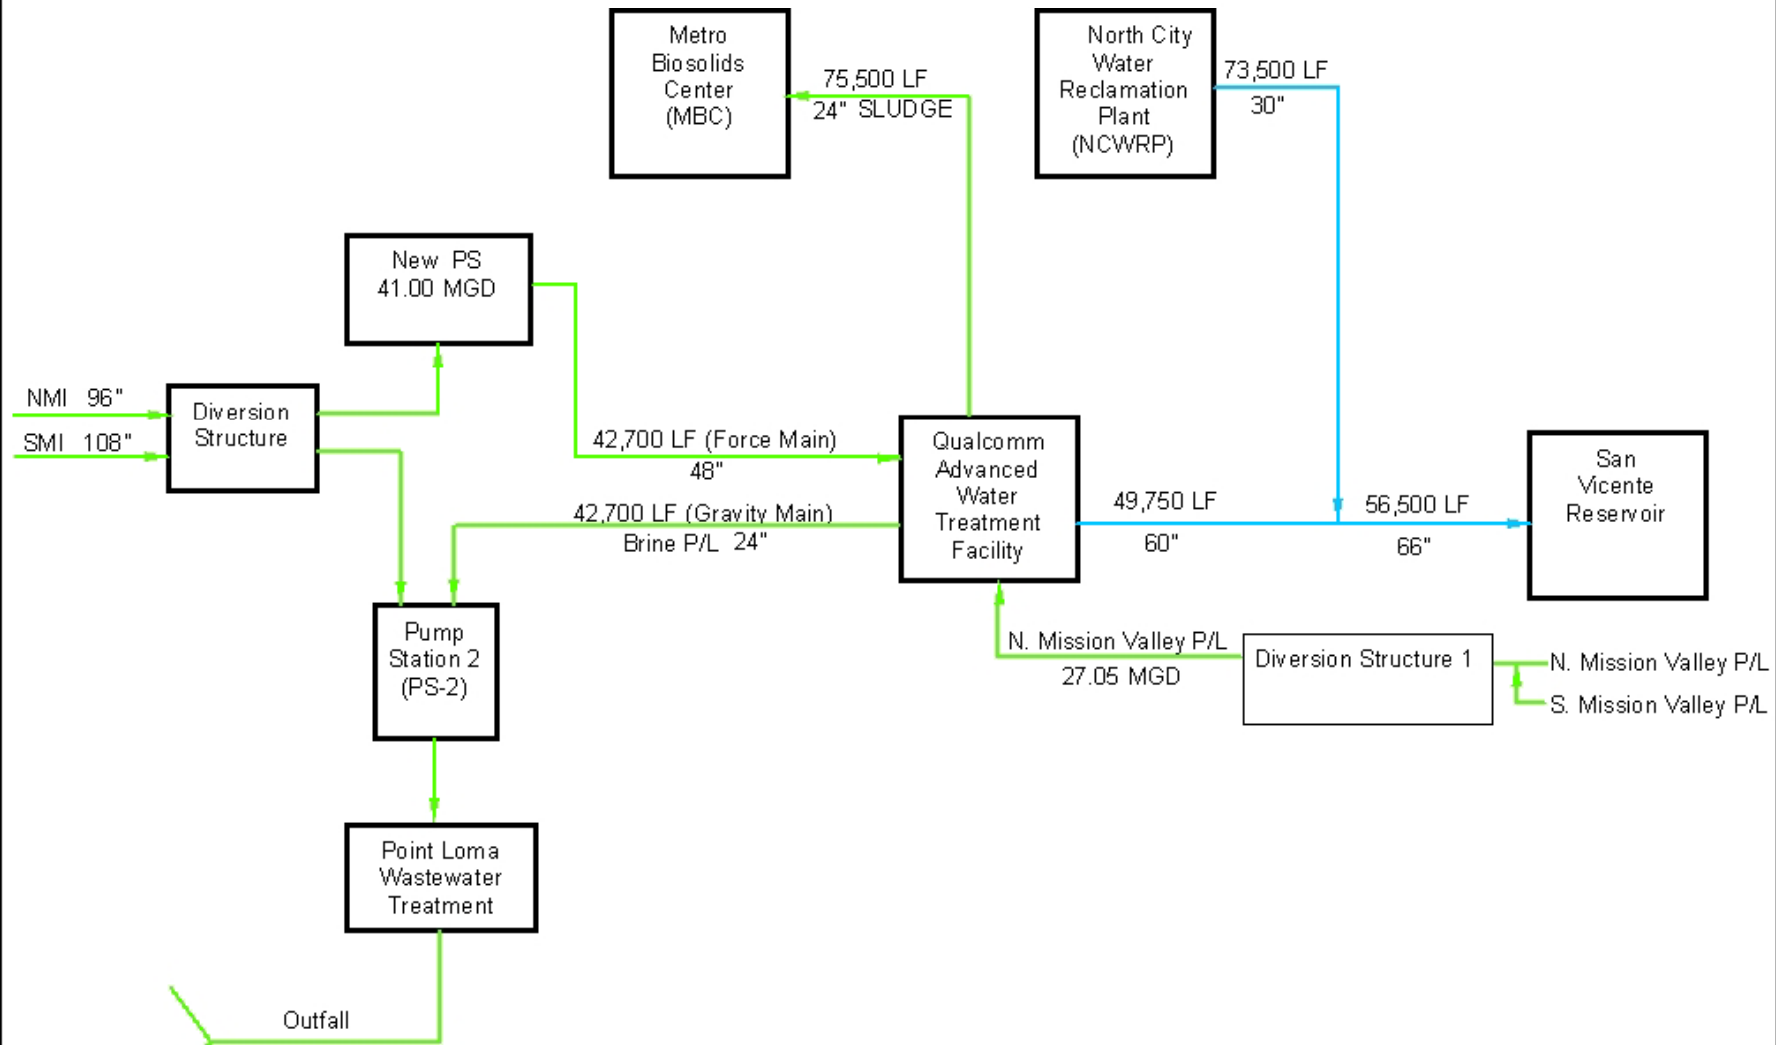 Metro
Biosolids
Center
(MBC)
75,500 LF
24" SLUDGE
North City
Water
Reclamation
Plant
(NCWRP)
73,500 LF
30"
New PS
41.00 MGD
NMI 96"
SMI 108"
Diversion
Structure
42,700 LF (Force Main)
48"
42,700 LF (Gravity Main)
Brine P/L 24"
Qualcomm
Advanced
Water
Treatment
Facility
49,750 LF
60"
56,500 LF
66"
San
Vicente
Reservoir
Pump
Station 2
(PS-2)
N. Mission Valley P/L
27.05 MGD
Diversion Structure 1
N. Mission Valley P/L
S. Mission Valley P/L
Point Loma
Wastewater
Treatment
Outfall